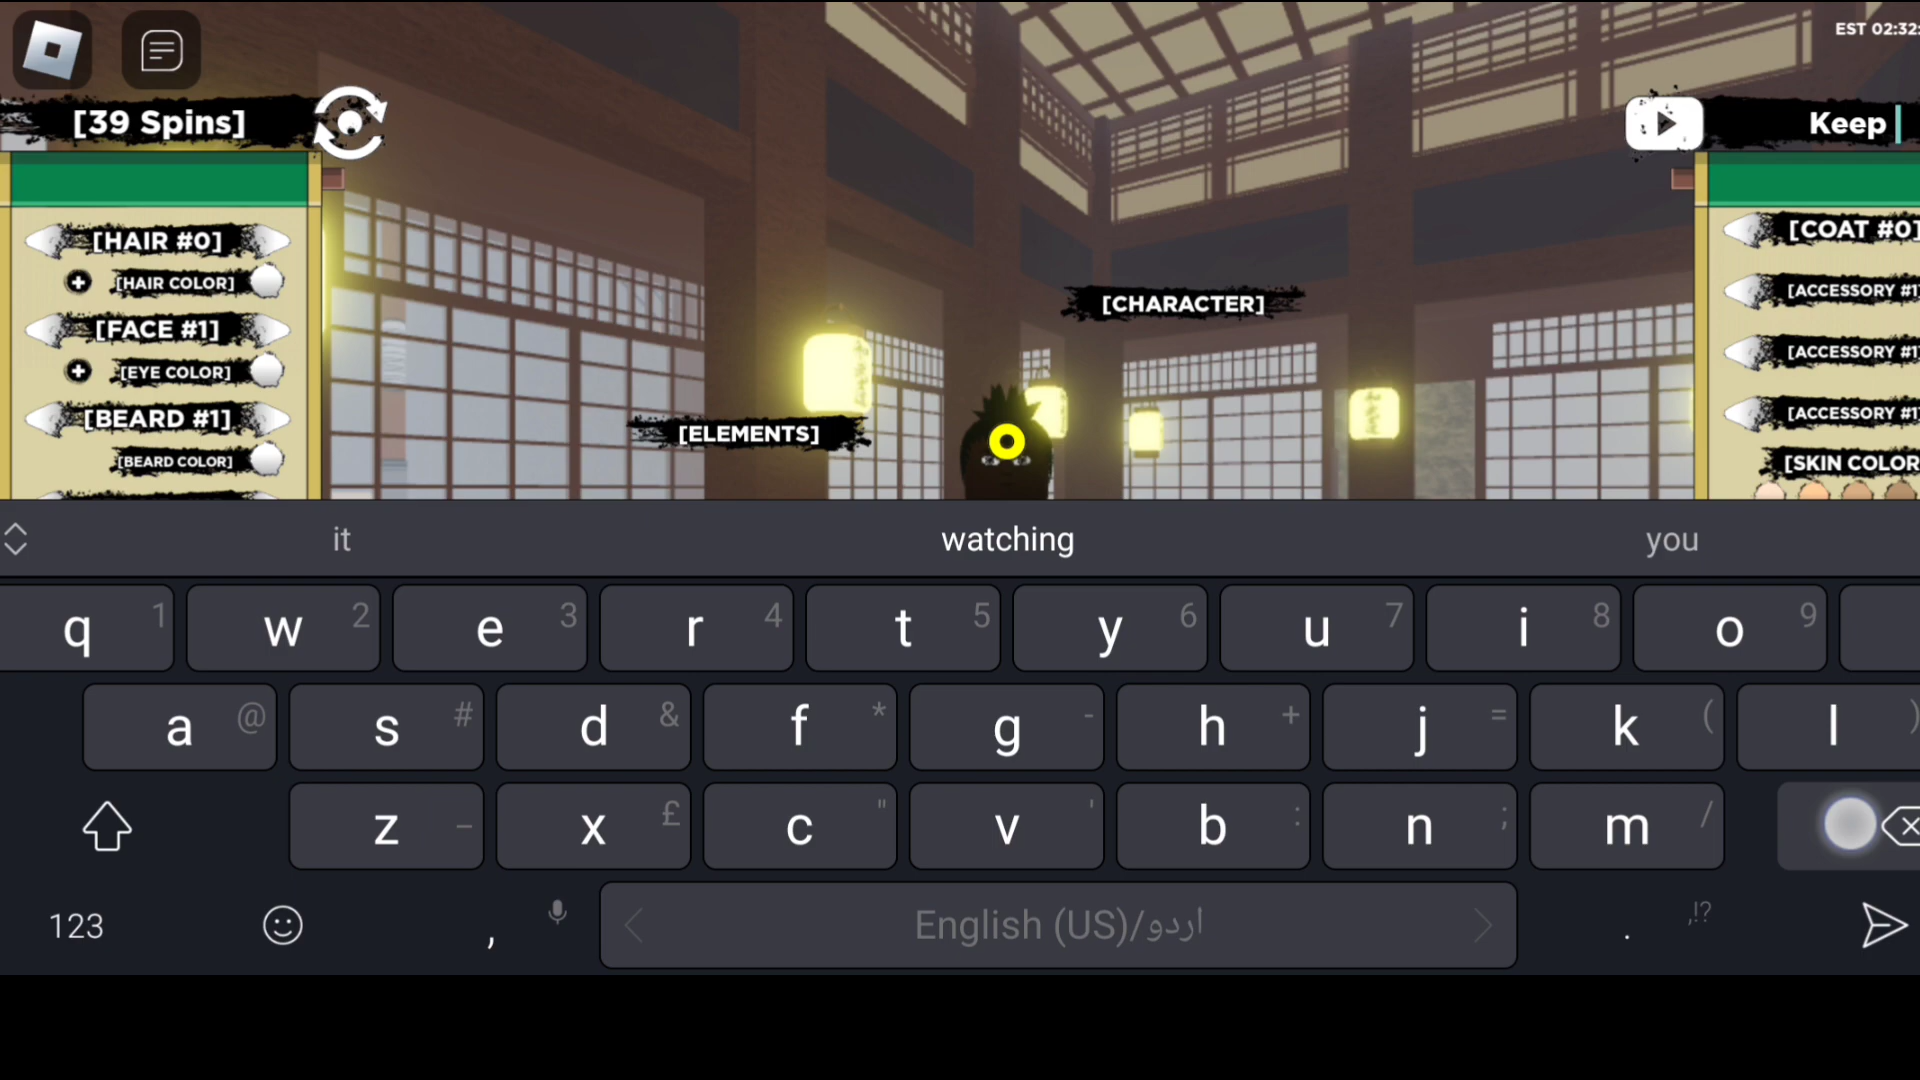 EST 02:32:
[39 Spins]
Keep
[HAIR #0]
[HAIR COLOR]
[FACE #1]
[EYE COLOR]
[BEARD #1]
[BEARD COLOR]
[CHARACTER]
[ELEMENTS]
[COAT #0]
[ACCESSORY #1
[ACCESSORY #1
[ACCESSORY #1
[SKIN COLOR
it watching you
q 1 w 2 e 3 r 4 t 5 y 6 u 7 i 8 o 9
a @ s # d & f * g - h + j = k ( l )
z _ x £ c " v ' b : n ; m /
123 , English (US)/اردو . ,!?